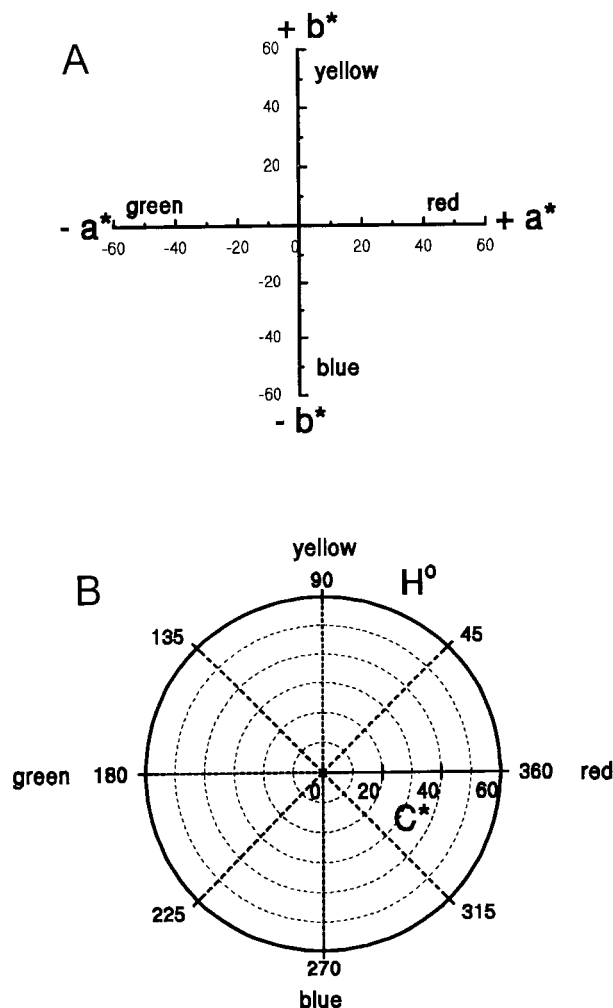 A
+ b*
60
yellow
40
20
green
red
- a*
+ a*
-60
-40
-20
0
20
40
60
-20
-40
blue
-60
- b*
B
yellow
H°
90
135
45
green 180
0 20 40 60
360 red
C*
225
315
270
blue